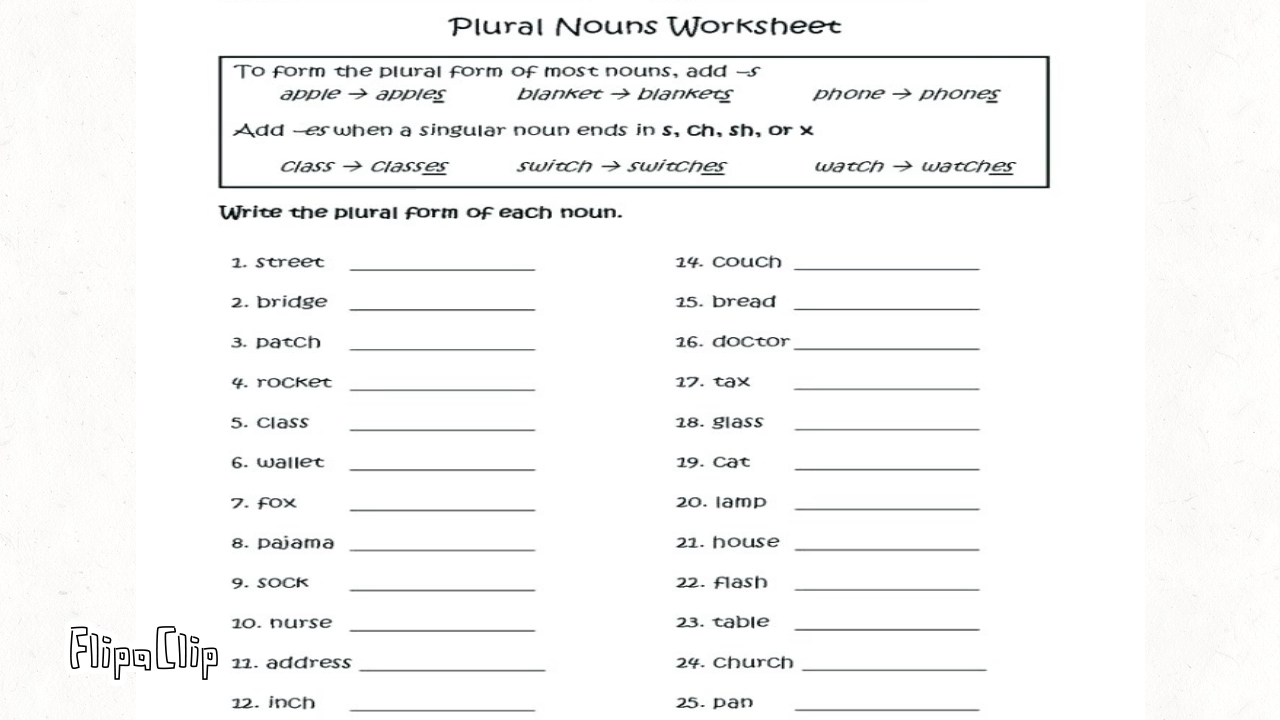 Plural Nouns Worksheet
To form the plural form of most nouns, add –s
apple → apples blanket → blankets phone → phones
Add –es when a singular noun ends in s, ch, sh, or x
class → classes switch → switches watch → watches
Write the plural form of each noun.
1. street
2. bridge
3. patch
4. rocket
5. class
6. wallet
7. fox
8. pajama
9. sock
10. nurse
11. address
12. inch
14. couch
15. bread
16. doctor
17. tax
18. glass
19. cat
20. lamp
21. house
22. flash
23. table
24. church
25. pan
FlipaClip